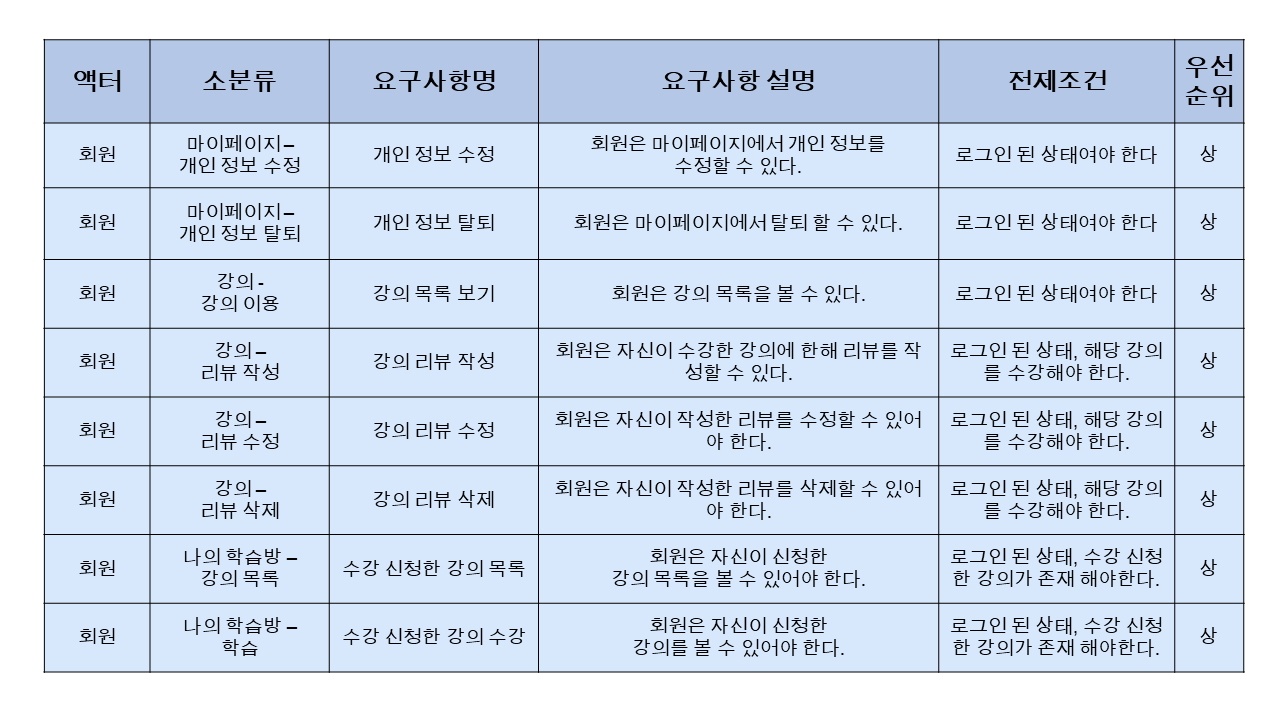 액터 소분류 요구사항명 요구사항 설명 전제조건 우선
순위
회원 마이페이지– 개인 정보 수정 회원은 마이페이지에서 개인 정보를 로그인 된 상태여야 한다 상
개인 정보 수정 수정할 수 있다.
회원 마이페이지– 개인 정보 탈퇴 회원은 마이페이지에서 탈퇴 할 수 있다. 로그인 된 상태여야 한다 상
개인 정보 탈퇴
회원 강의 - 강의 목록 보기 회원은 강의 목록을 볼 수 있다. 로그인 된 상태여야 한다 상
강의 이용
회원 강의– 강의 리뷰 작성 회원은 자신이 수강한 강의에 한해 리뷰를 작 로그인 된 상태, 해당 강의 상
리뷰 작성 성할 수 있다. 를 수강해야 한다.
회원 강의– 강의 리뷰 수정 회원은 자신이 작성한 리뷰를 수정할 수 있어 로그인 된 상태, 해당 강의 상
리뷰 수정 야 한다. 를 수강해야 한다.
회원 강의– 강의 리뷰 삭제 회원은 자신이 작성한 리뷰를 삭제할 수 있어 로그인 된 상태, 해당 강의 상
리뷰 삭제 야 한다. 를 수강해야 한다.
회원 나의 학습방 – 수강 신청한 강의 목록 회원은 자신이 신청한 로그인 된 상태, 수강 신청 상
강의 목록 강의 목록을 볼 수 있어야 한다. 한 강의가 존재 해야한다.
회원 나의 학습방 – 수강 신청한 강의 수강 회원은 자신이 신청한 로그인 된 상태, 수강 신청 상
학습 강의를 볼 수 있어야 한다. 한 강의가 존재 해야한다.